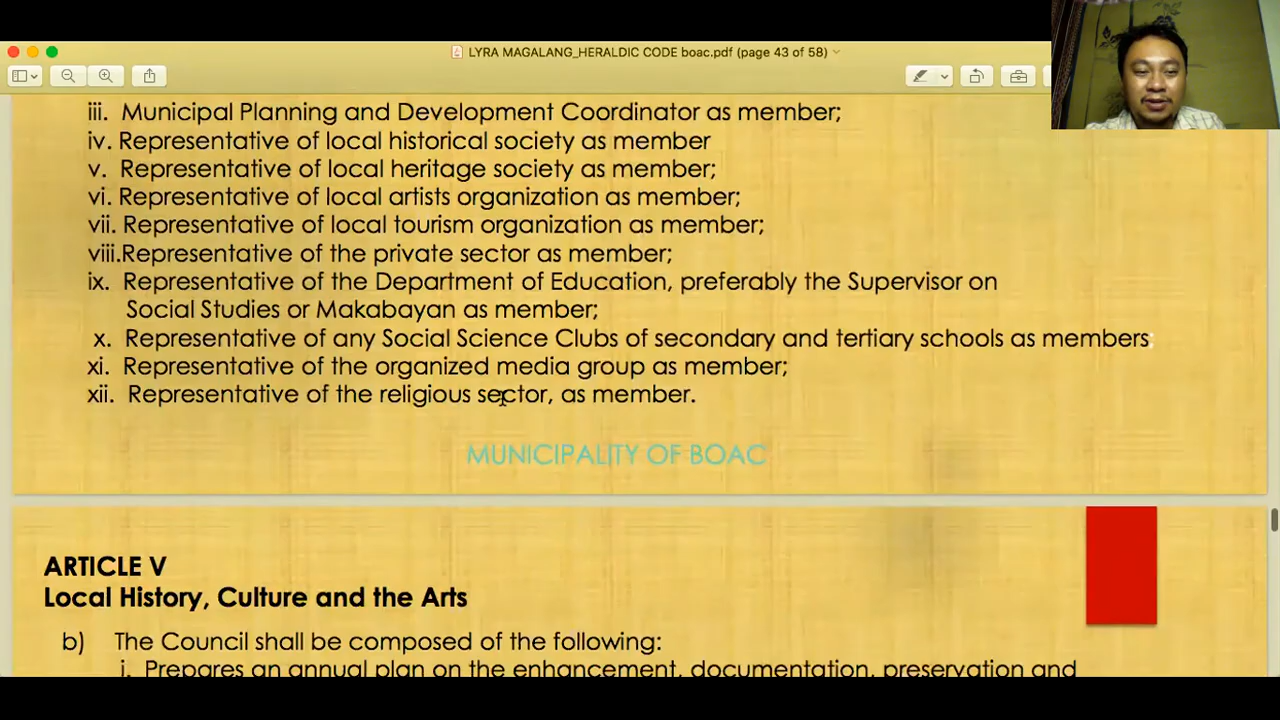 LYRA MAGALANG_HERALDIC CODE boac.pdf (page 43 of 58)
iii. Municipal Planning and Development Coordinator as member;
iv. Representative of local historical society as member
v. Representative of local heritage society as member;
vi. Representative of local artists organization as member;
vii. Representative of local tourism organization as member;
viii.Representative of the private sector as member;
ix. Representative of the Department of Education, preferably the Supervisor on
Social Studies or Makabayan as member;
x. Representative of any Social Science Clubs of secondary and tertiary schools as members;
xi. Representative of the organized media group as member;
xii. Representative of the religious sector, as member.
MUNICIPALITY OF BOAC
ARTICLE V
Local History, Culture and the Arts
b) The Council shall be composed of the following:
i. Prepares an annual plan on the enhancement, documentation, preservation and